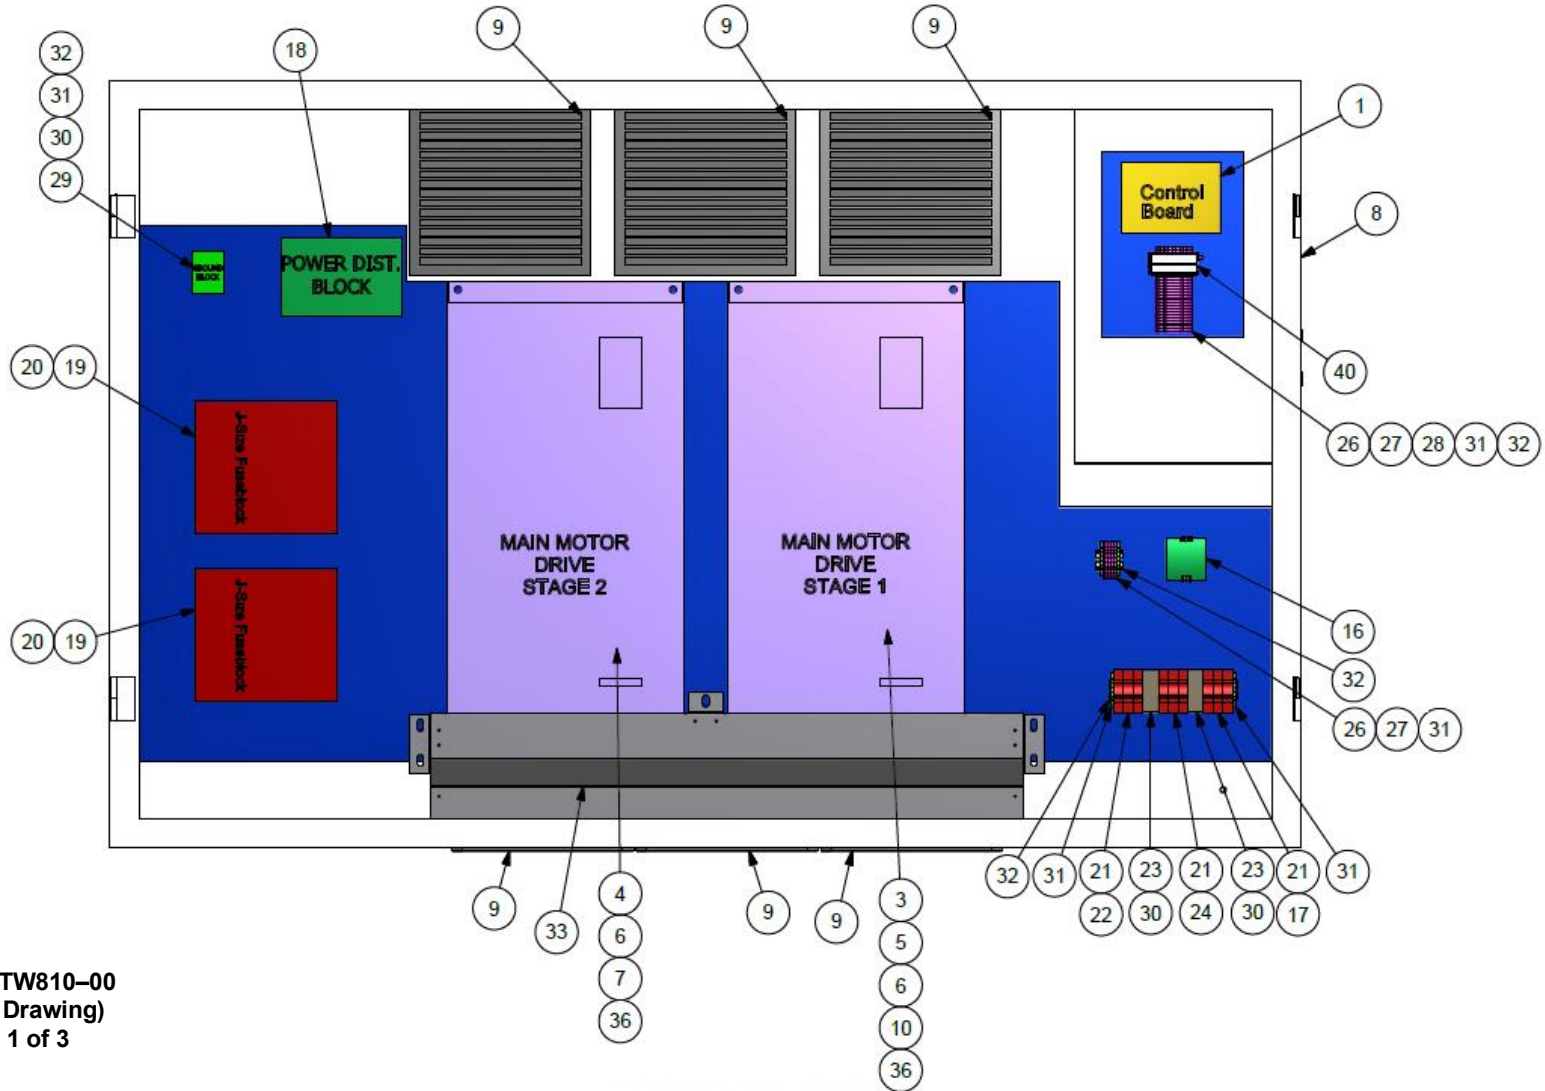 9
9
9
32
31
30
29
18
1
Control
Board
8
GROUND
BLOCK
POWER DIST.
BLOCK
40
20 19
26 27 28 31 32
J-Size Fuseblock
MAIN MOTOR
DRIVE
STAGE 2
MAIN MOTOR
DRIVE
STAGE 1
16
20 19
J-Size Fuseblock
32
26 27 31
32 31 21 23 21 23 21 31
22 30 24 30 17
9
33
4
6
7
36
9
9
3
5
6
10
36
TW810–00
Drawing)
1 of 3